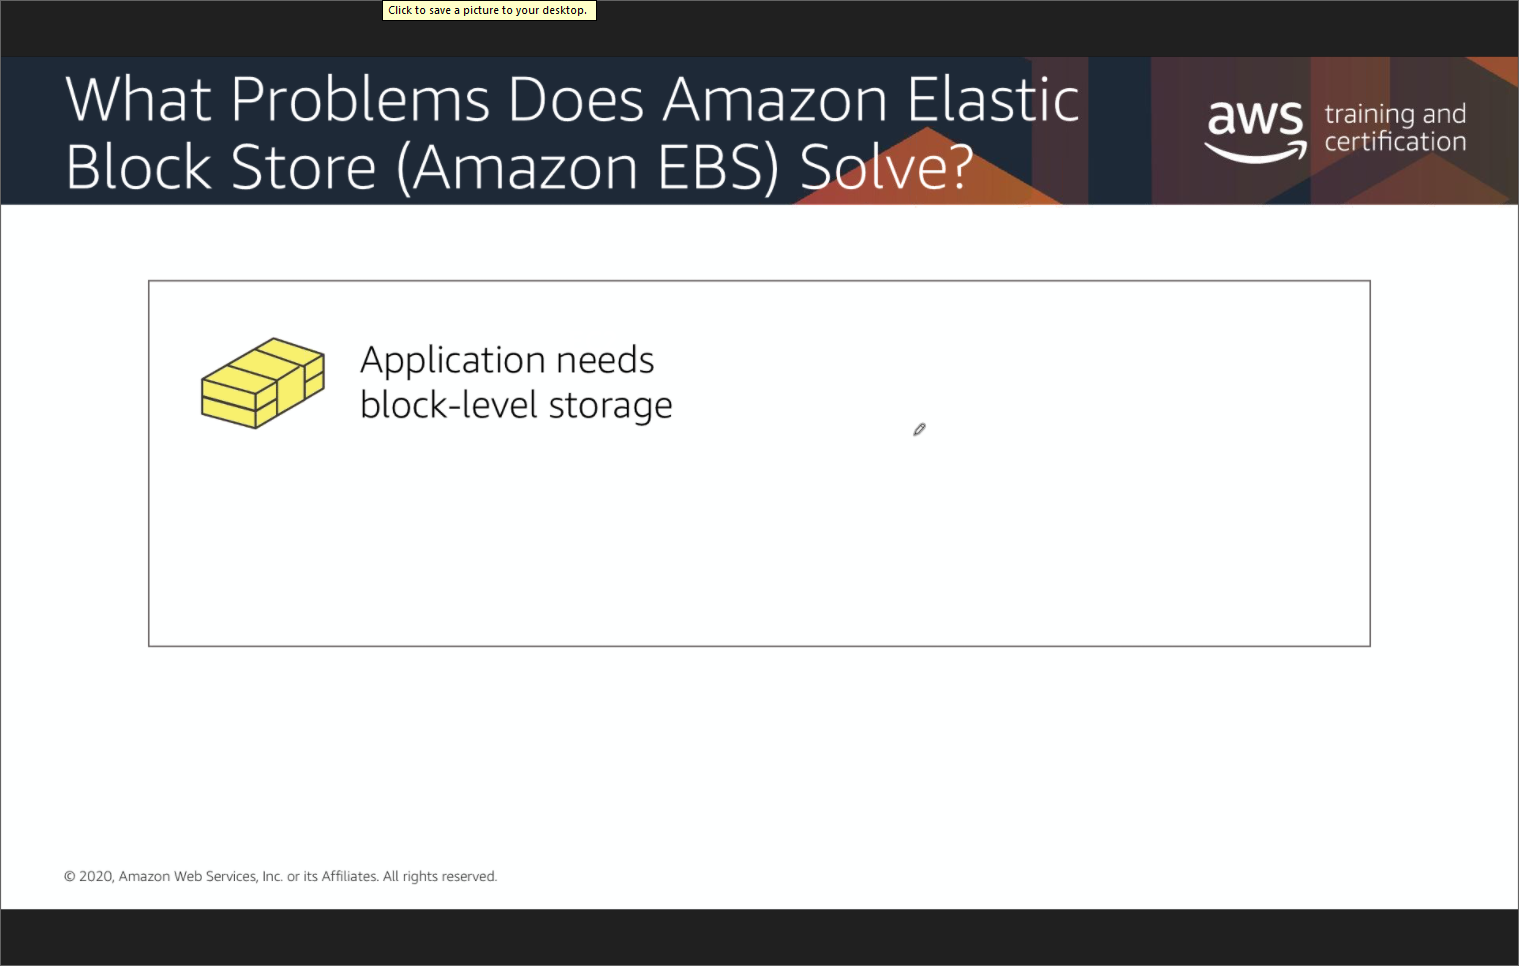 Click to save a picture to your desktop.
What Problems Does Amazon Elastic
Block Store (Amazon EBS) Solve?
aws
training and
certification
Application needs
block-level storage
© 2020, Amazon Web Services, Inc. or its Affiliates. All rights reserved.